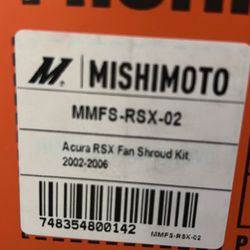 MISHIMOTO
MMFS-RSX-02
Acura RSX Fan Shroud Kit,
2002-2006
748354800142
MMFS-RSX-02